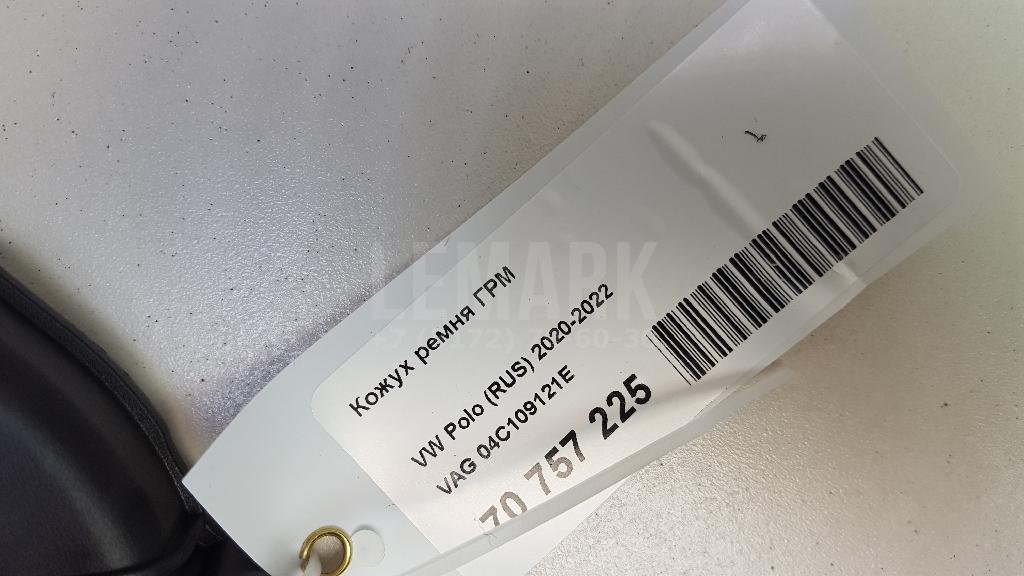 Кожух ремня ГРМ
VW Polo (RUS) 2020-2022
VAG 04C109121E
70 757 225
LEMARK